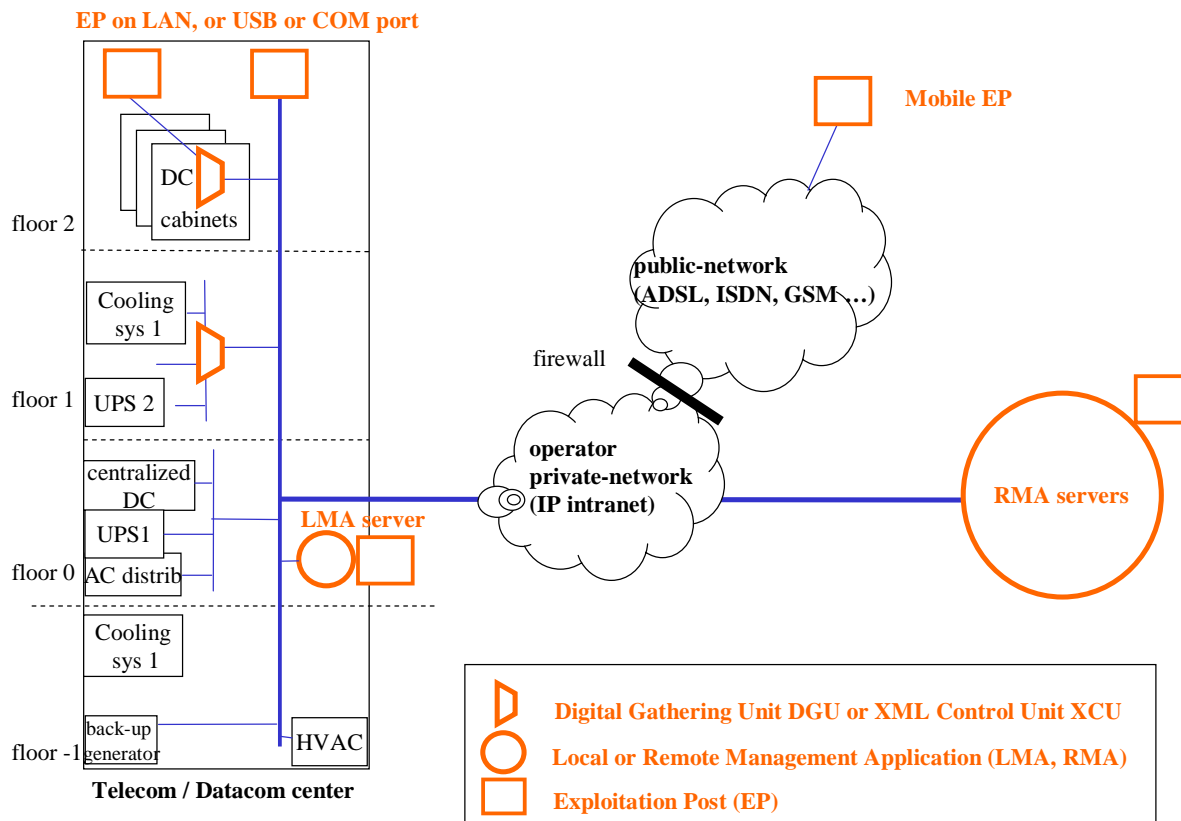 EP on LAN, or USB or COM port
Mobile EP
DC
cabinets
floor 2
public-network
(ADSL, ISDN, GSM …)
Cooling
sys 1
firewall
floor 1
UPS 2
operator
private-network
(IP intranet)
centralized
DC
RMA servers
LMA server
UPS1
floor 0
AC distrib
Cooling
sys 1
back-up
generator
HVAC
floor -1
Telecom / Datacom center
Digital Gathering Unit DGU or XML Control Unit XCU
Local or Remote Management Application (LMA, RMA)
Exploitation Post (EP)